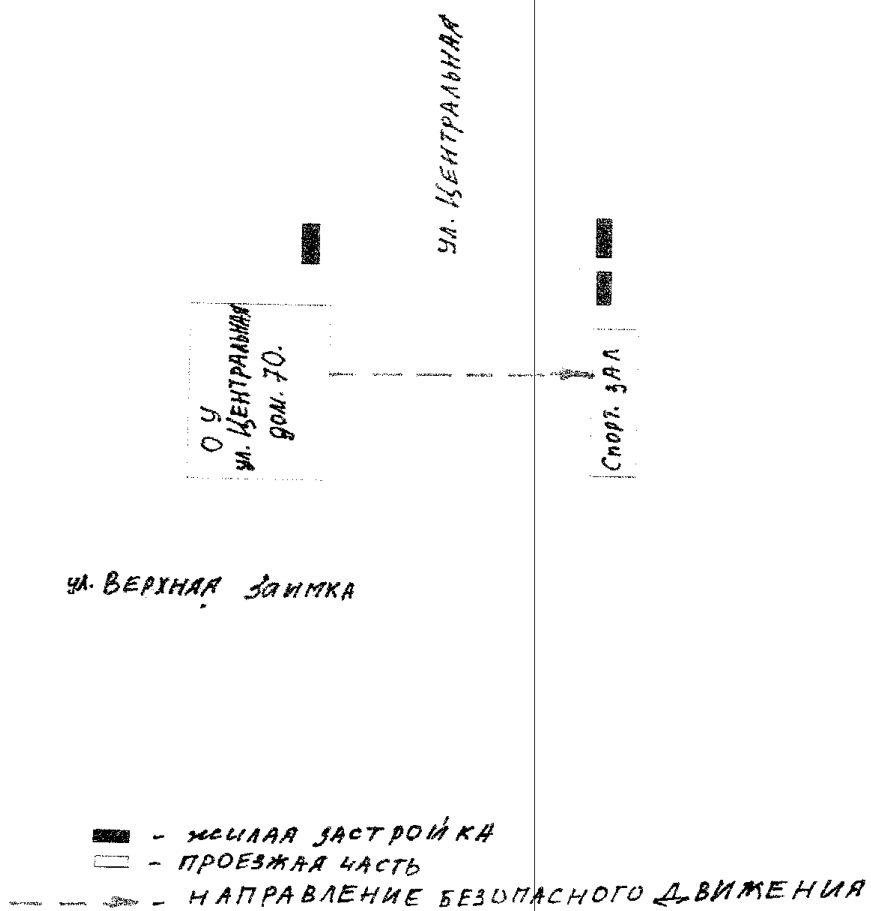 ул. ЦЕНТРАЛЬНАЯ
О У
ул. ЦЕНТРАЛЬНАЯ
дом. 70.
Спорт. зал
ул. ВЕРХНАЯ Заимка
- жилая застройка
- ПРОЕЗЖАЯ ЧАСТЬ
- НАПРАВЛЕНИЕ БЕЗОПАСНОГО ДВИЖЕНИЯ